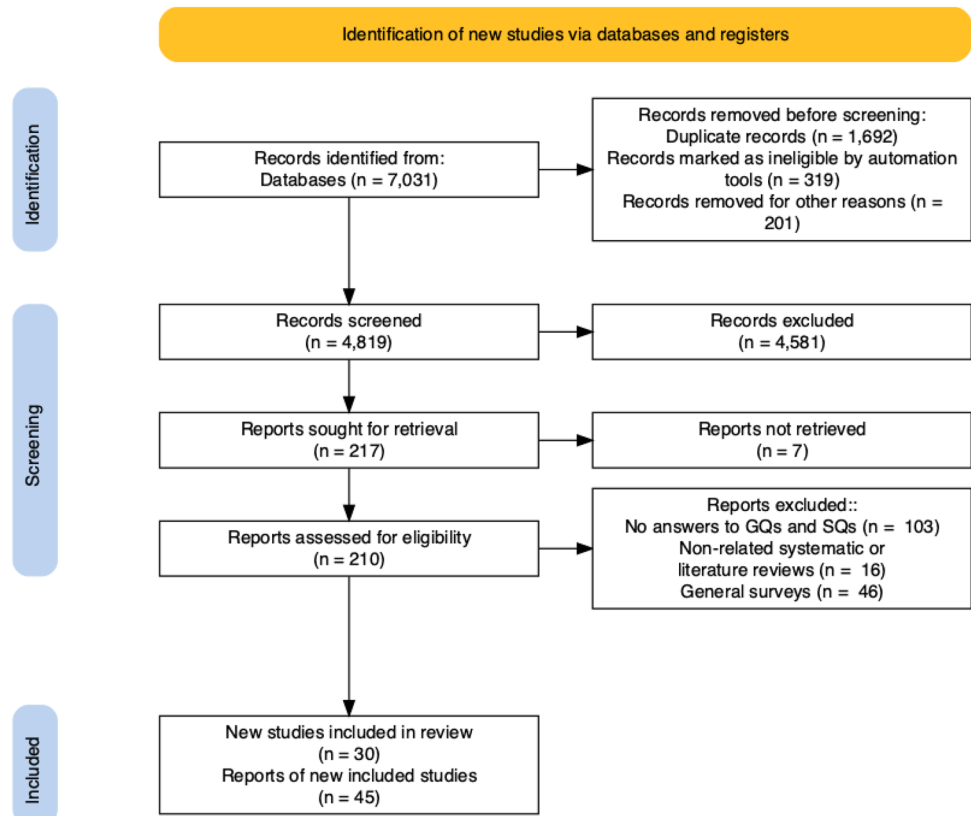 Identification of new studies via databases and registers
Identification
Records identified from:
Databases (n = 7,031)
Records removed before screening:
Duplicate records (n = 1,692)
Records marked as ineligible by automation
tools (n = 319)
Records removed for other reasons (n =
201)
Screening
Records screened
(n = 4,819)
Records excluded
(n = 4,581)
Reports sought for retrieval
(n = 217)
Reports not retrieved
(n = 7)
Reports assessed for eligibility
(n = 210)
Reports excluded::
No answers to GQs and SQs (n = 103)
Non-related systematic or
literature reviews (n = 16)
General surveys (n = 46)
Included
New studies included in review
(n = 30)
Reports of new included studies
(n = 45)